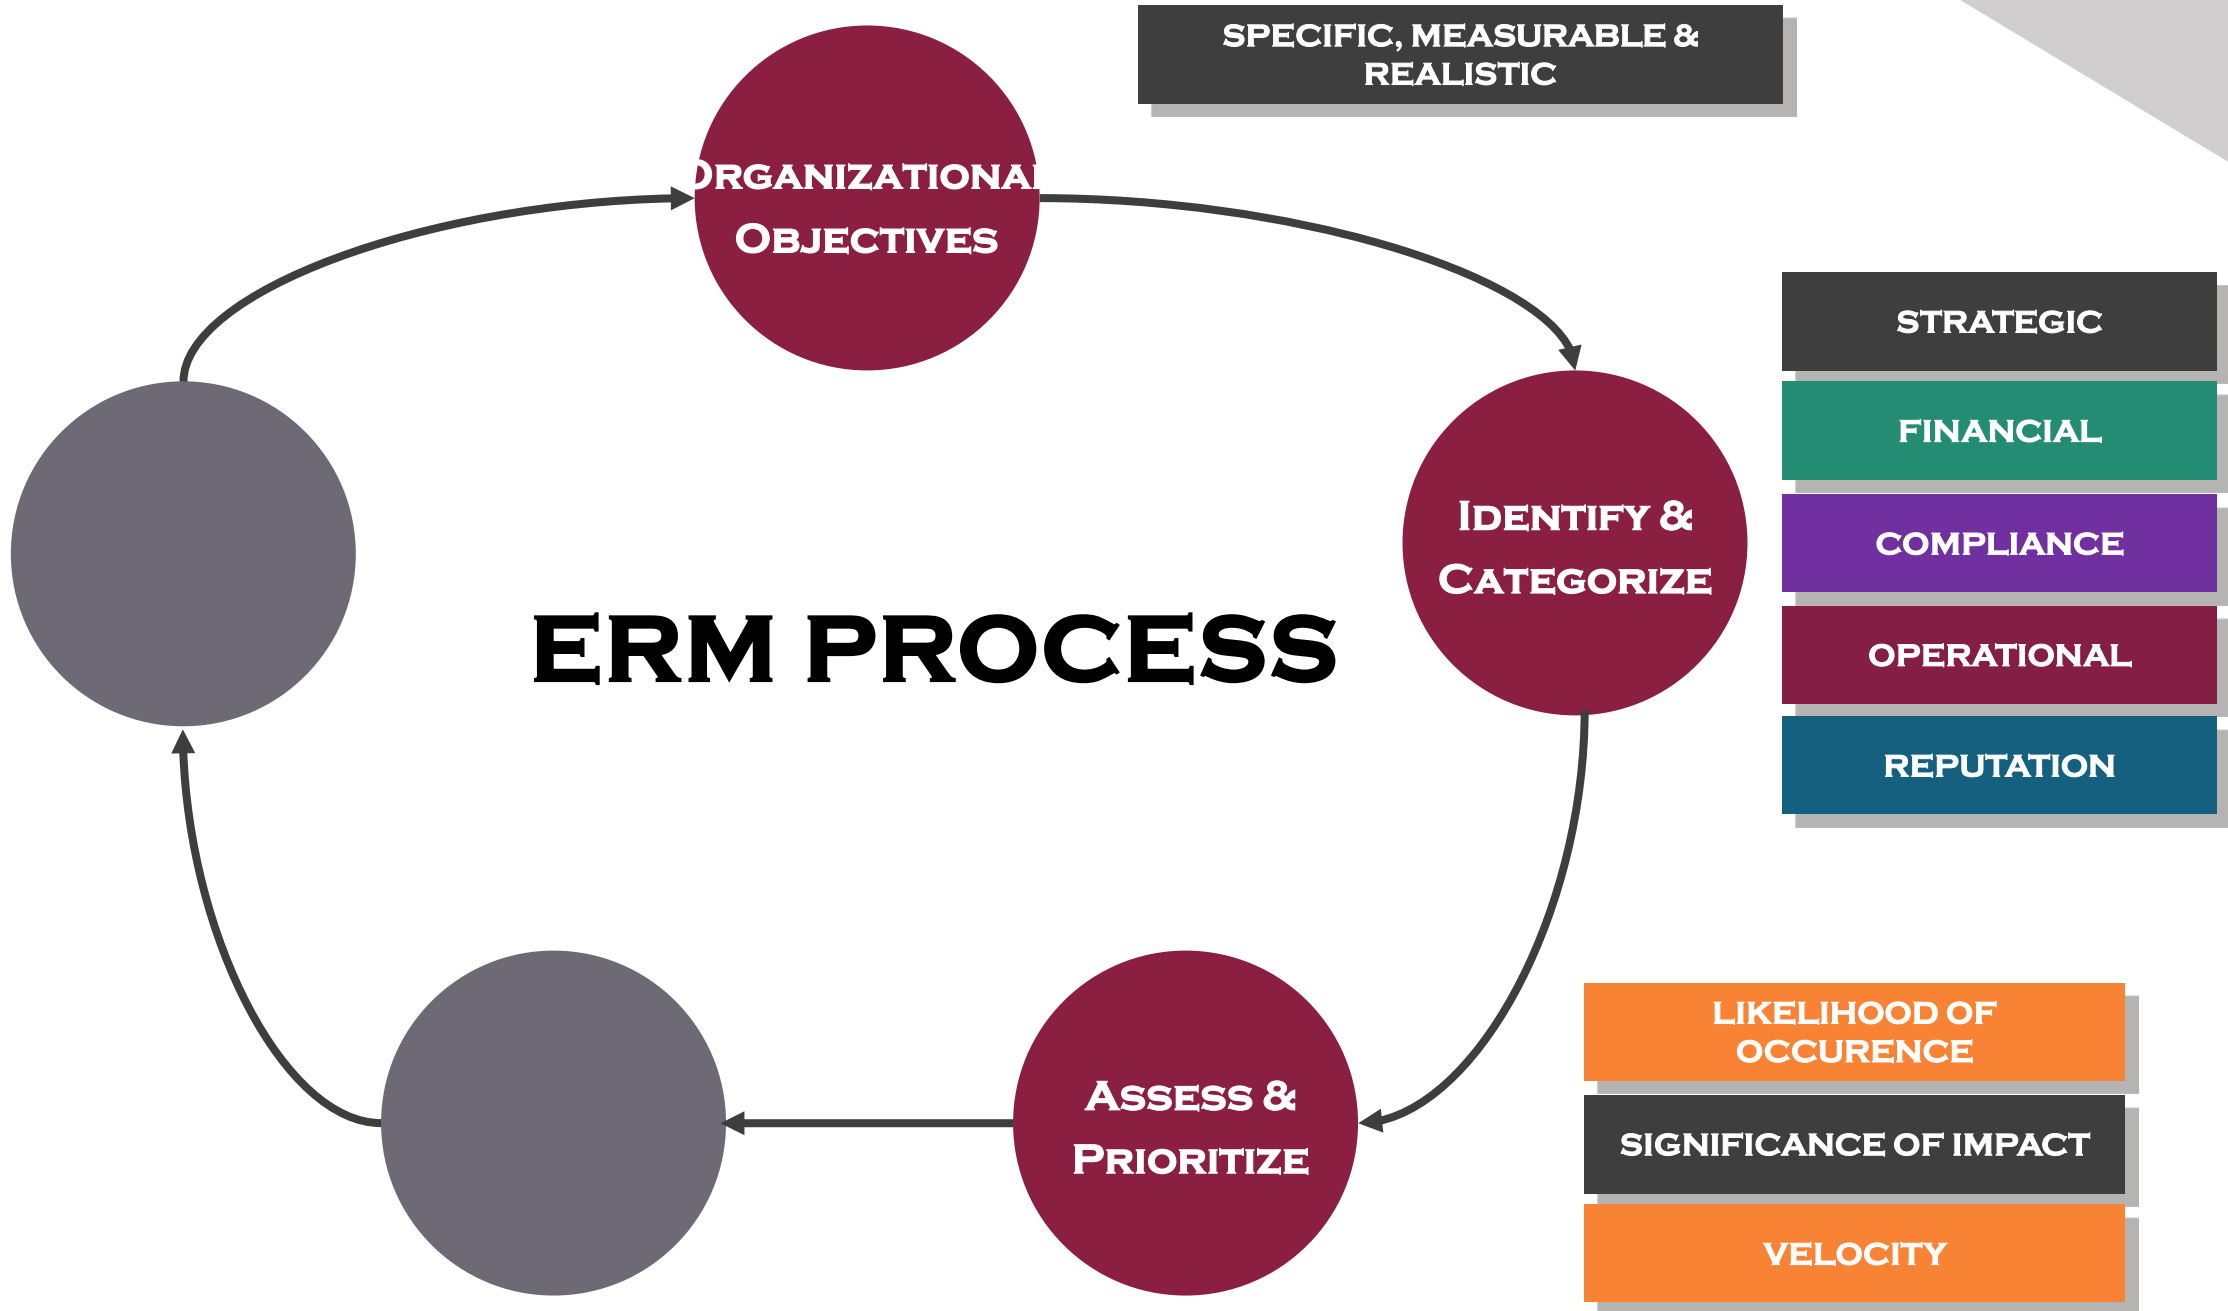 SPECIFIC, MEASURABLE &
REALISTIC
ORGANIZATIONAL
OBJECTIVES
STRATEGIC
FINANCIAL
IDENTIFY &
CATEGORIZE
COMPLIANCE
ERM PROCESS
OPERATIONAL
REPUTATION
LIKELIHOOD OF
OCCURENCE
ASSESS &
PRIORITIZE
SIGNIFICANCE OF IMPACT
VELOCITY